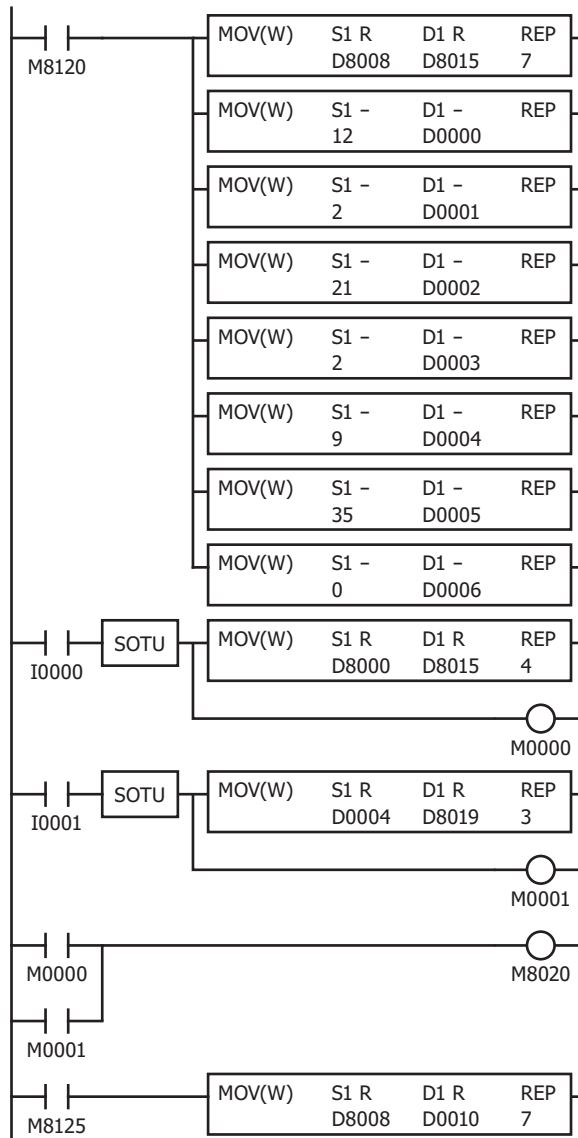 MOV(W) S1 R D1 R REP
M8120 D8008 D8015 7
MOV(W) S1 – D1 – REP
12 D0000
MOV(W) S1 – D1 – REP
2 D0001
MOV(W) S1 – D1 – REP
21 D0002
MOV(W) S1 – D1 – REP
2 D0003
MOV(W) S1 – D1 – REP
9 D0004
MOV(W) S1 – D1 – REP
35 D0005
MOV(W) S1 – D1 – REP
0 D0006
SOTU MOV(W) S1 R D1 R REP
I0000 D8000 D8015 4
M0000
SOTU MOV(W) S1 R D1 R REP
I0001 D0004 D8019 3
M0001
M0000 M8020
M0001
MOV(W) S1 R D1 R REP
M8125 D8008 D0010 7